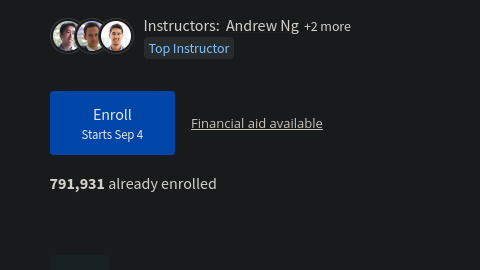 Instructors: Andrew Ng +2 more
Top Instructor
Enroll
Starts Sep 4
Financial aid available
791,931 already enrolled